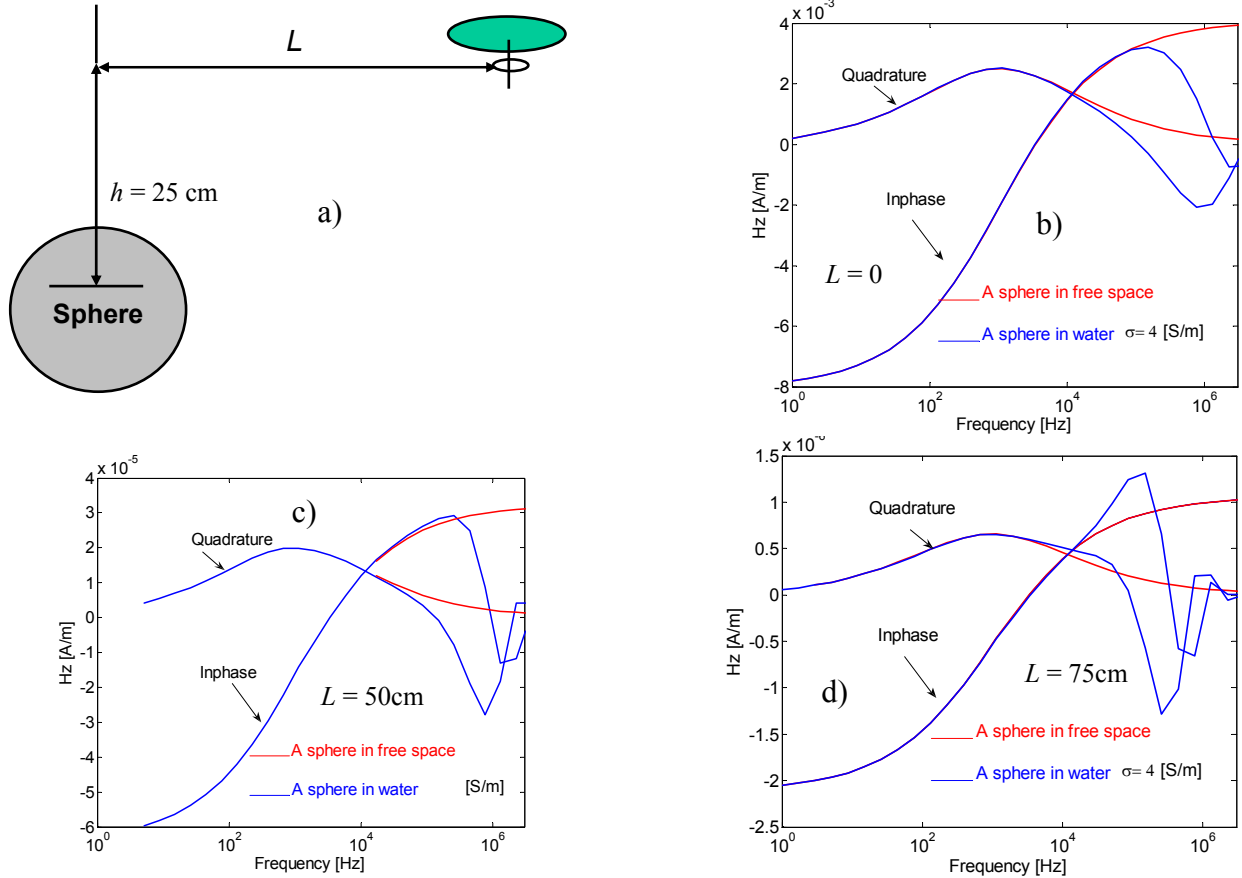 L
h = 25 cm
a)
Sphere
x 10^-3
4
2
0
-2
-4
-6
-8
Hz [A/m]
Quadrature
Inphase
b)
L = 0
A sphere in free space
A sphere in water σ= 4 [S/m]
10^0 10^2 10^4 10^6
Frequency [Hz]
x 10^-5
4
3
2
1
0
-1
-2
-3
-4
-5
-6
Hz [A/m]
c)
Quadrature
Inphase
L = 50cm
A sphere in free space
A sphere in water [S/m]
10^0 10^2 10^4 10^6
Frequency [Hz]
x 10^-6
1.5
1
0.5
0
-0.5
-1
-1.5
-2
-2.5
Hz [A/m]
Quadrature
Inphase
d)
L = 75cm
A sphere in free space
A sphere in water σ= 4 [S/m]
10^0 10^2 10^4 10^6
Frequency [Hz]